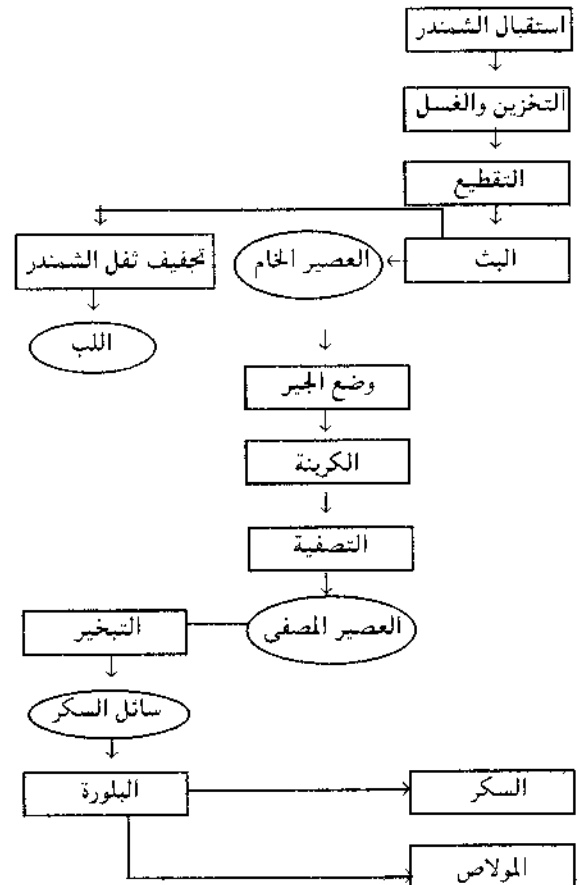 استقبال الشمندر
التخزين والغسل
التقطيع
البث
العصير الخام
تجفيف ثفل الشمندر
اللب
وضع الجير
الكربنة
التصفية
العصير المصفى
التبخير
سائل السكر
البلورة
السكر
المولاص